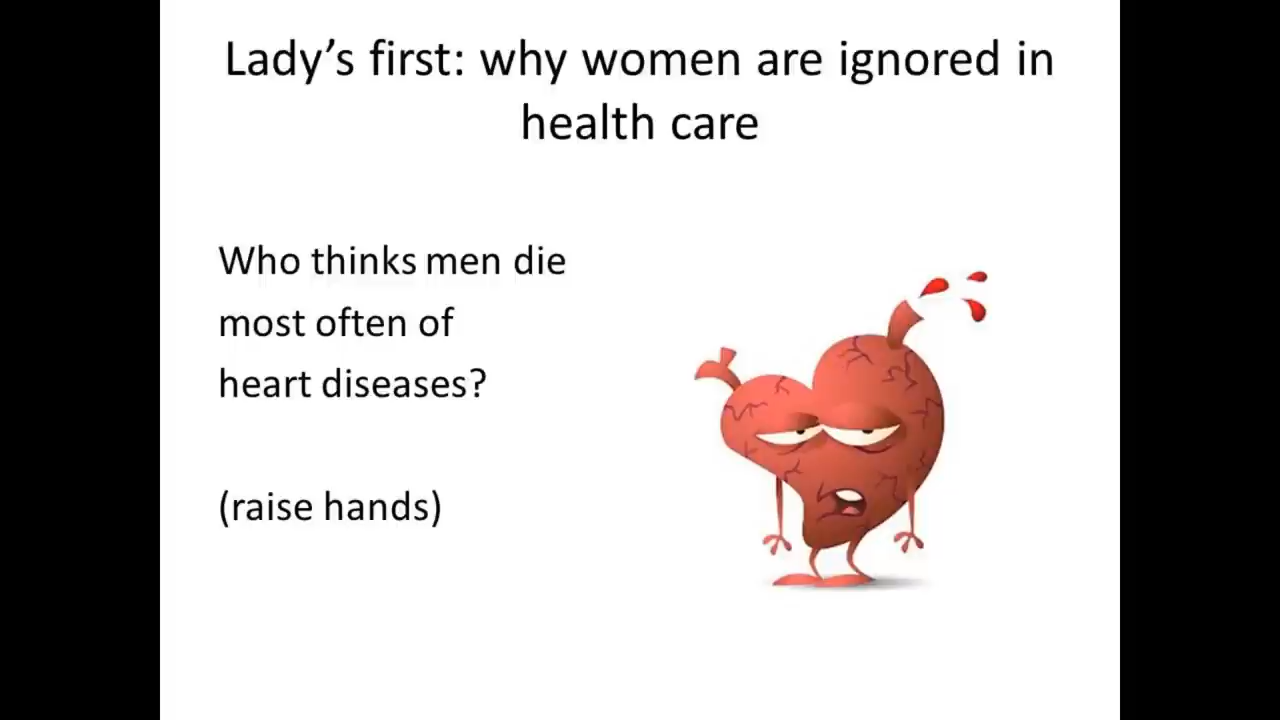 Lady’s first: why women are ignored in
health care
Who thinks men die
most often of
heart diseases?
(raise hands)